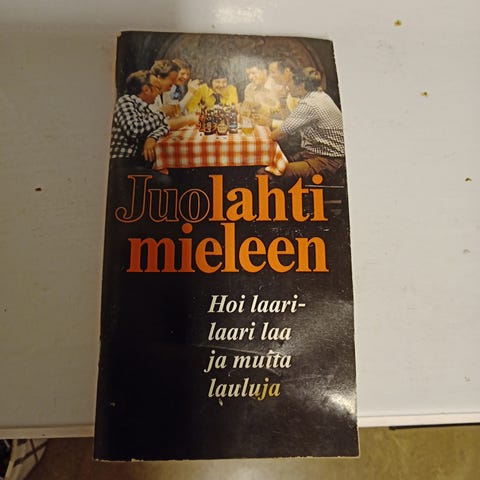 Juolahti
mieleen
Hoi laari-
laari laa
ja muita
lauluja